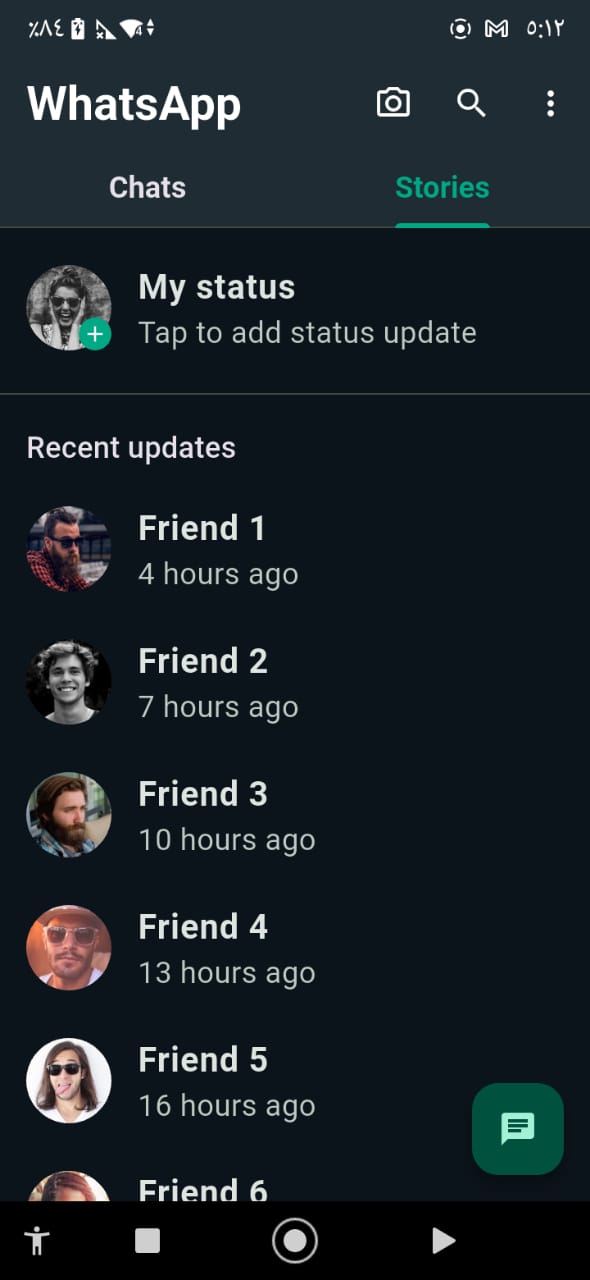 ٪٨٤ ٥:١٢
WhatsApp
Chats Stories
My status
Tap to add status update
Recent updates
Friend 1
4 hours ago
Friend 2
7 hours ago
Friend 3
10 hours ago
Friend 4
13 hours ago
Friend 5
16 hours ago
Friend 6